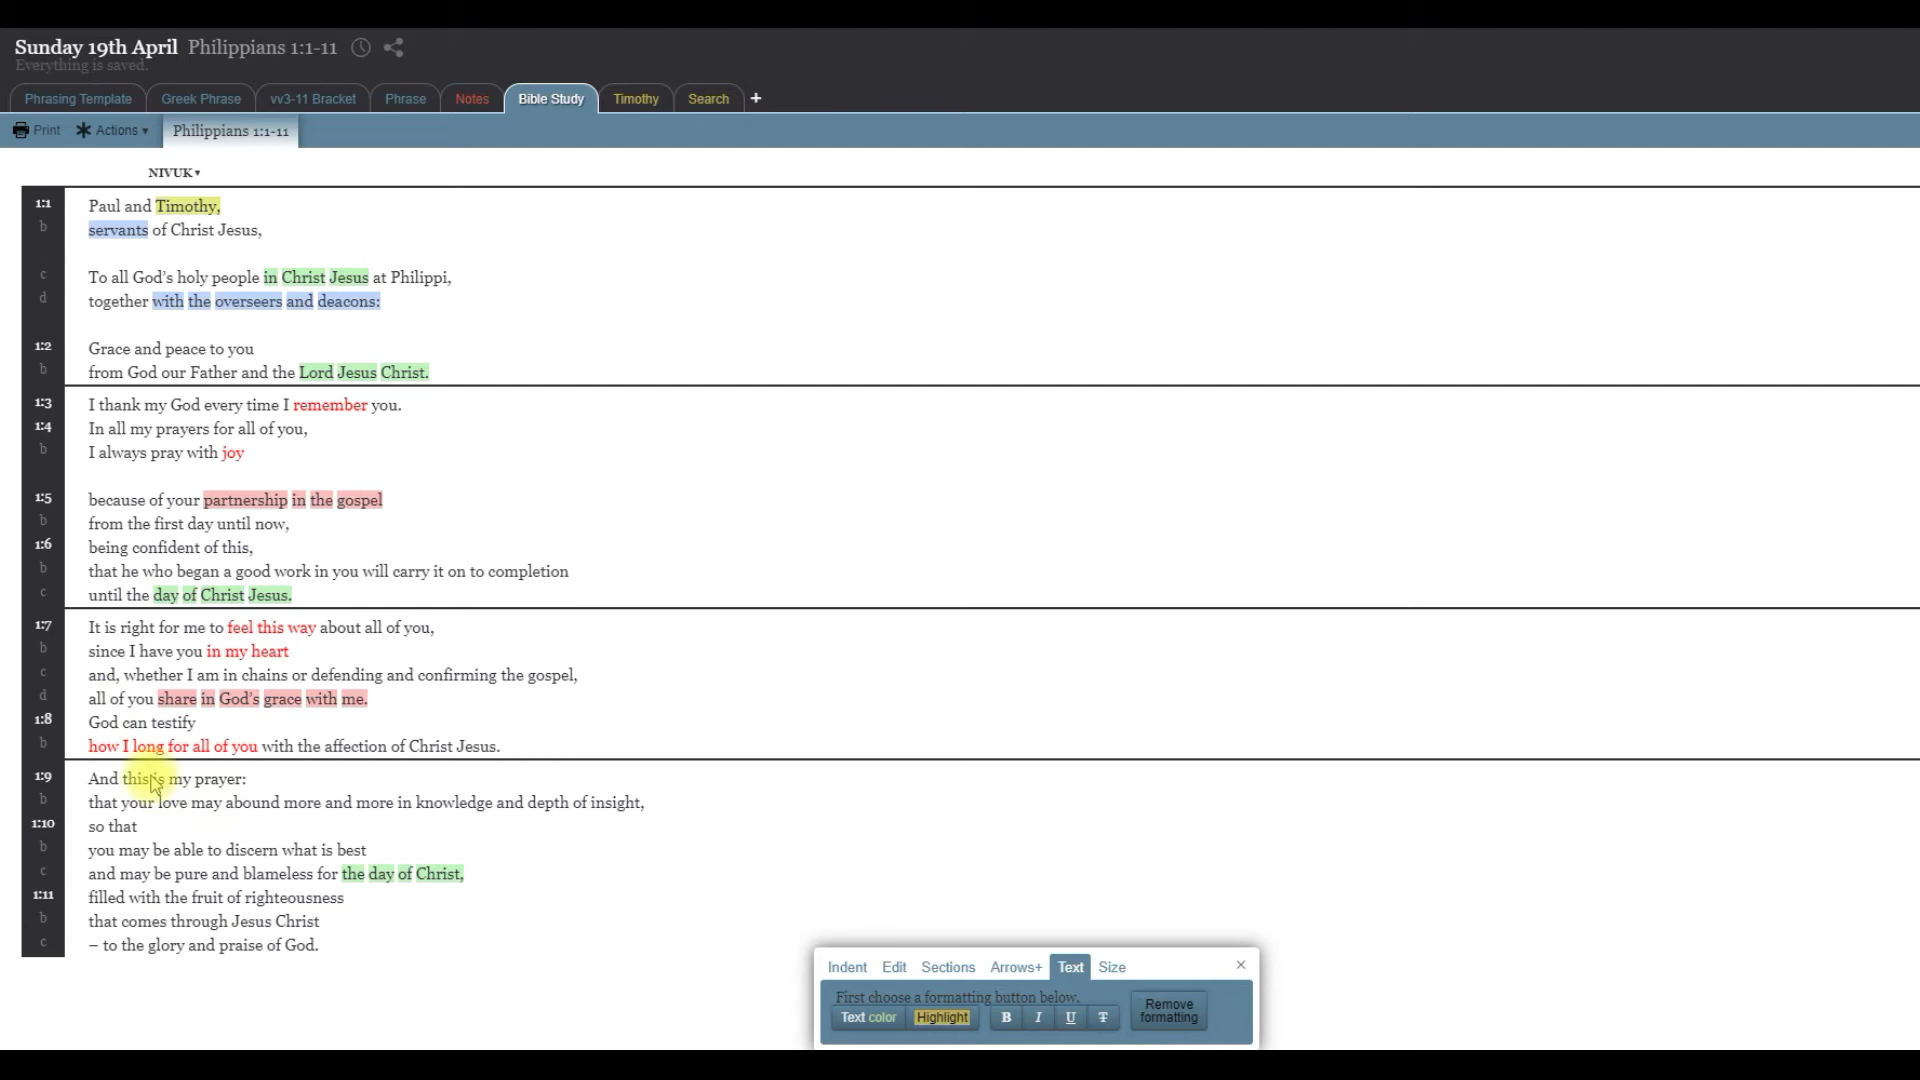 Sunday 19th April Philippians 1:1-11
Everything is saved.
Phrasing Template Greek Phrase vv3-11 Bracket Phrase Notes Bible Study Timothy Search +
Print Actions ▾ Philippians 1:1-11
NIVUK▾
1:1 Paul and Timothy,
b servants of Christ Jesus,
c To all God's holy people in Christ Jesus at Philippi,
d together with the overseers and deacons:
1:2 Grace and peace to you
b from God our Father and the Lord Jesus Christ.
1:3 I thank my God every time I remember you.
1:4 In all my prayers for all of you,
b I always pray with joy
1:5 because of your partnership in the gospel
b from the first day until now,
1:6 being confident of this,
b that he who began a good work in you will carry it on to completion
c until the day of Christ Jesus.
1:7 It is right for me to feel this way about all of you,
b since I have you in my heart
c and, whether I am in chains or defending and confirming the gospel,
d all of you share in God's grace with me.
1:8 God can testify
b how I long for all of you with the affection of Christ Jesus.
1:9 And this is my prayer:
b that your love may abound more and more in knowledge and depth of insight,
1:10 so that
b you may be able to discern what is best
c and may be pure and blameless for the day of Christ,
1:11 filled with the fruit of righteousness
b that comes through Jesus Christ
c – to the glory and praise of God.
Indent Edit Sections Arrows+ Text Size ×
First choose a formatting button below.
Text color Highlight B I U T Remove formatting